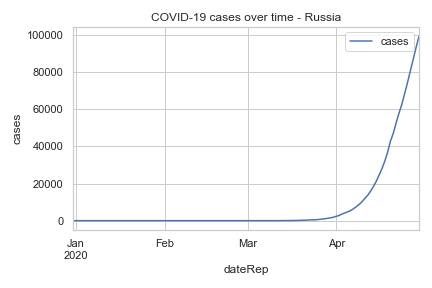 COVID-19 cases over time - Russia
cases
100000
80000
60000
40000
20000
0
cases
Jan
2020
Feb
Mar
Apr
dateRep